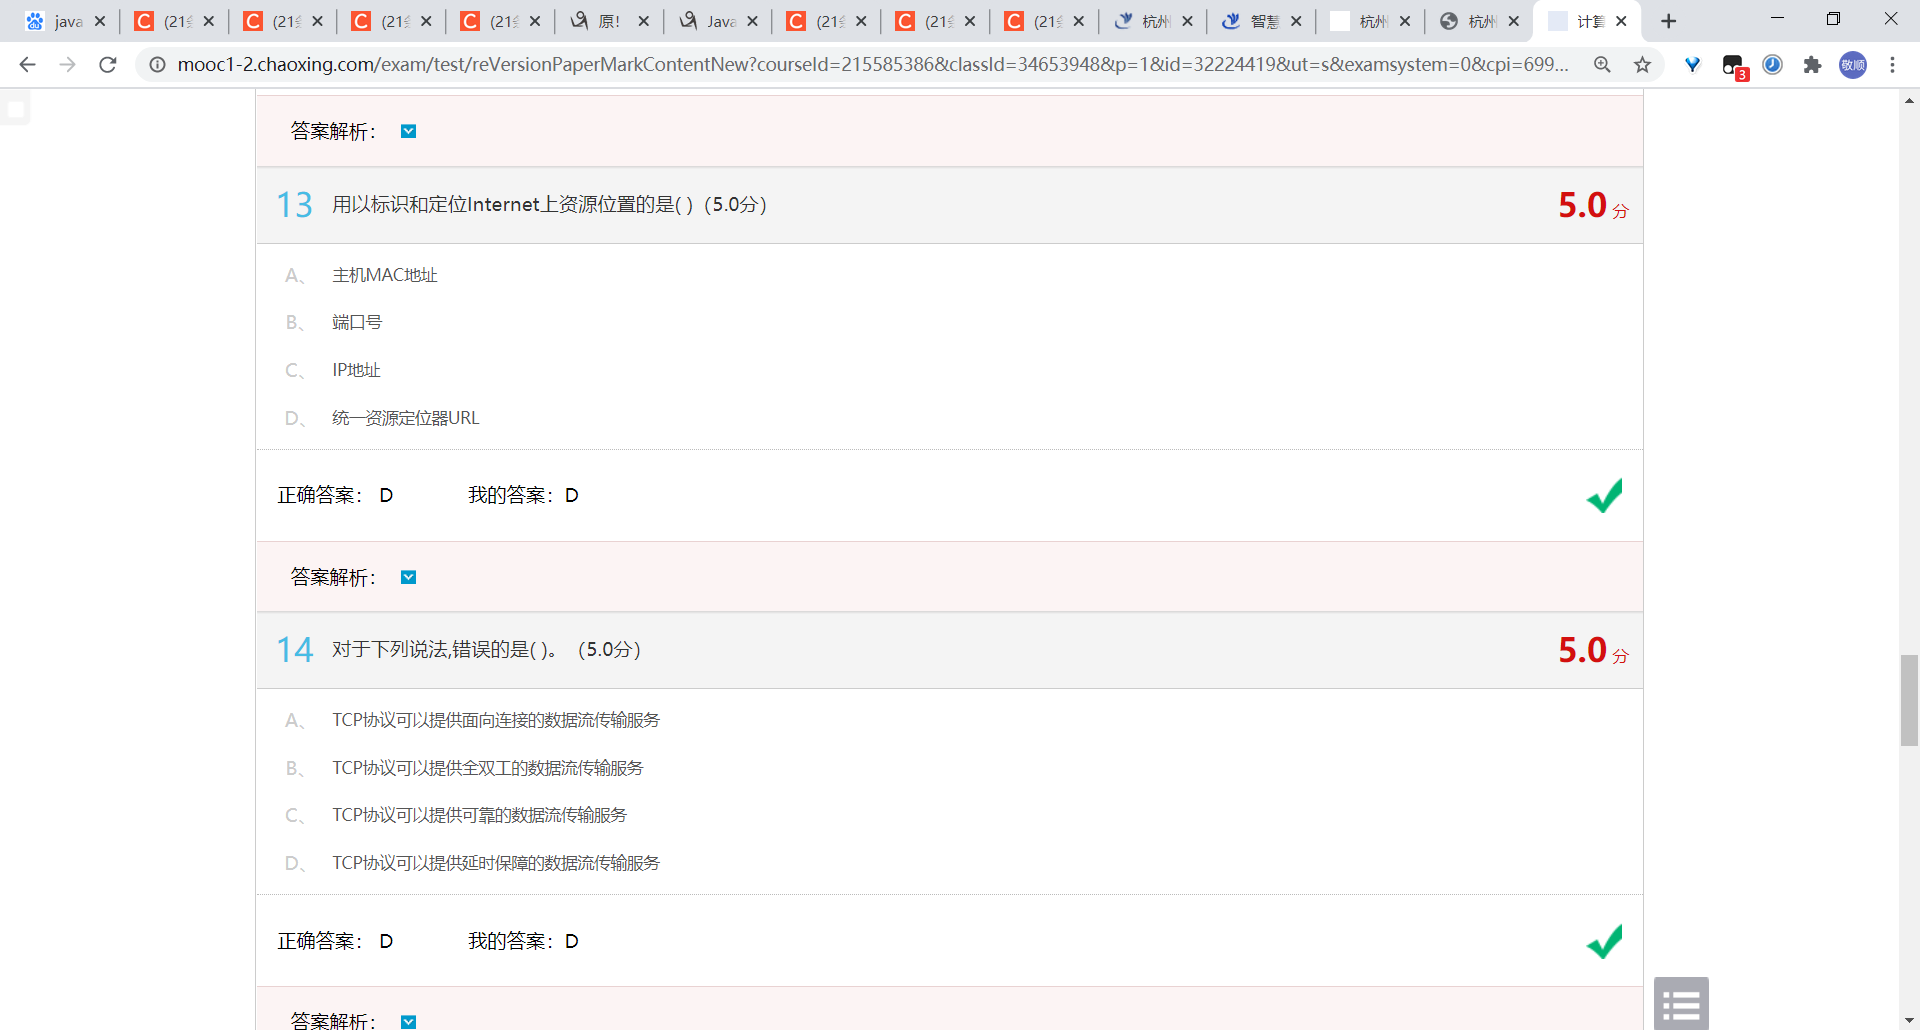 java
(21
(21
(21
(21
原!
Java
(21
(21
(21
杭州
智慧
杭州
杭州
计算
mooc1-2.chaoxing.com/exam/test/reVersionPaperMarkContentNew?courseId=215585386&classId=34653948&p=1&id=32224419&ut=s&examsystem=0&cpi=699...
3
敬顺
答案解析：
13 用以标识和定位Internet上资源位置的是( )（5.0分） 5.0 分
A、 主机MAC地址
B、 端口号
C、 IP地址
D、 统一资源定位器URL
正确答案： D 我的答案：D
答案解析：
14 对于下列说法,错误的是( )。（5.0分） 5.0 分
A、 TCP协议可以提供面向连接的数据流传输服务
B、 TCP协议可以提供全双工的数据流传输服务
C、 TCP协议可以提供可靠的数据流传输服务
D、 TCP协议可以提供延时保障的数据流传输服务
正确答案： D 我的答案：D
答案解析：